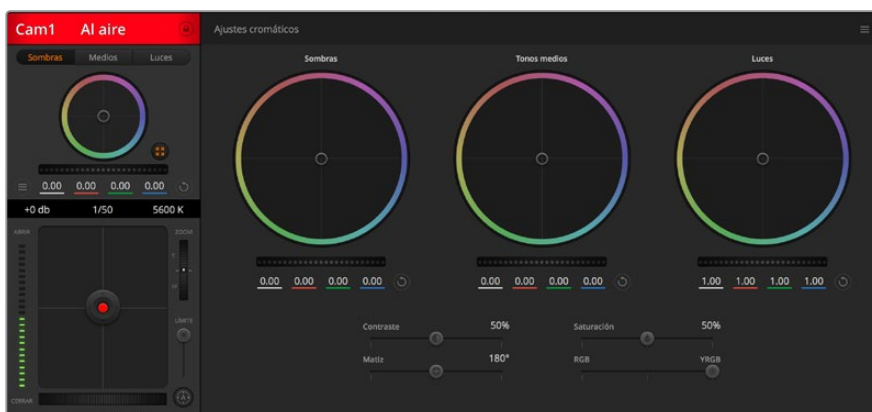 Cam1 Al aire
Sombras Medios Luces
0.00 0.00 0.00 0.00
+0 db 1/50 5600 K
ABRIR
ZOOM
T
W
LÍMITE
CERRAR
A
Ajustes cromáticos
Sombras Tonos medios Luces
0.00 0.00 0.00 0.00
0.00 0.00 0.00 0.00
1.00 1.00 1.00 1.00
Contraste 50%
Saturación 50%
Matiz 180°
RGB YRGB